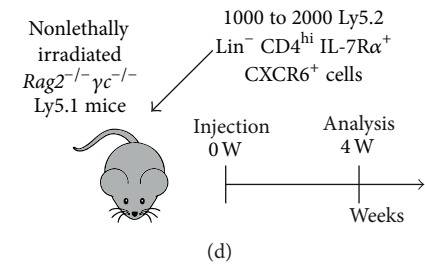 Nonlethally
irradiated
Rag2−/−γc−/−
Ly5.1 mice
1000 to 2000 Ly5.2
Lin− CD4hi IL-7Rα+
CXCR6+ cells
Injection
0 W
Analysis
4 W
Weeks
(d)